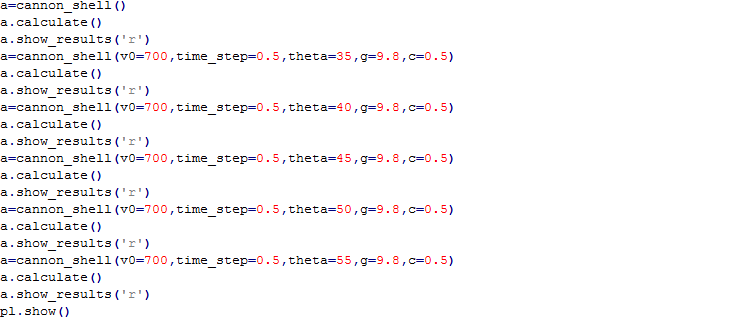 a=cannon_shell()
a.calculate()
a.show_results('r')
a=cannon_shell(v0=700,time_step=0.5,theta=35,g=9.8,c=0.5)
a.calculate()
a.show_results('r')
a=cannon_shell(v0=700,time_step=0.5,theta=40,g=9.8,c=0.5)
a.calculate()
a.show_results('r')
a=cannon_shell(v0=700,time_step=0.5,theta=45,g=9.8,c=0.5)
a.calculate()
a.show_results('r')
a=cannon_shell(v0=700,time_step=0.5,theta=50,g=9.8,c=0.5)
a.calculate()
a.show_results('r')
a=cannon_shell(v0=700,time_step=0.5,theta=55,g=9.8,c=0.5)
a.calculate()
a.show_results('r')
pl.show()